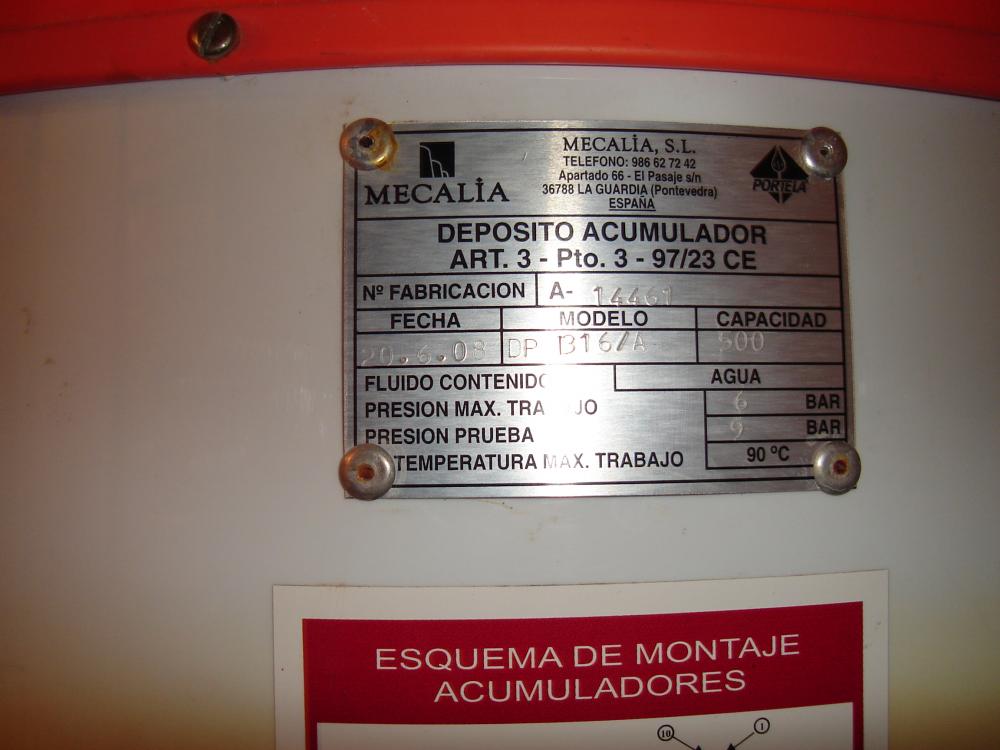 MECALIA
MECALIA, S.L.
TELEFONO: 986 62 72 42
Apartado 66 - El Pasaje s/n
36788 LA GUARDIA (Pontevedra)
ESPAÑA
PORTELA
DEPOSITO ACUMULADOR
ART. 3 - Pto. 3 - 97/23 CE
Nº FABRICACION A- 14461
FECHA MODELO CAPACIDAD
20.6.08 DP B16/A 500
FLUIDO CONTENIDO AGUA
PRESION MAX. 6 BAR
PRESION PRUEBA 9 BAR
TEMPERATURA MAX. TRABAJO 90 ºC
ESQUEMA DE MONTAJE
ACUMULADORES
10 1